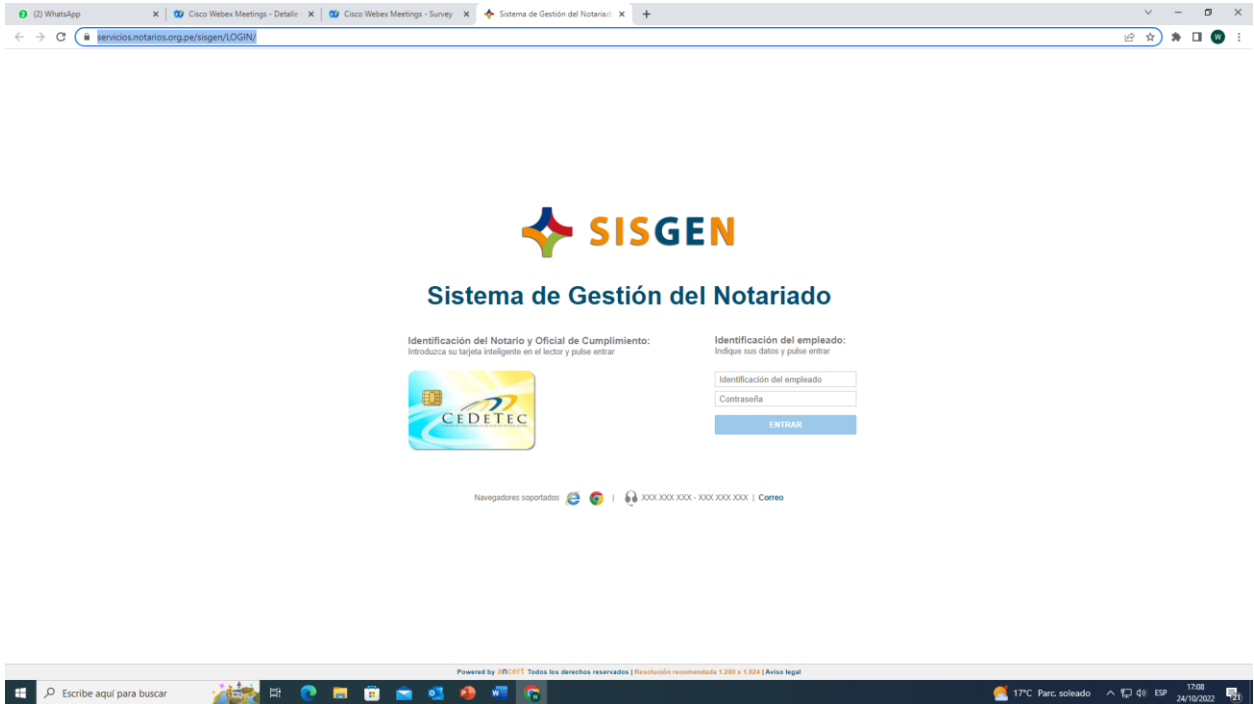 (2) WhatsApp
Cisco Webex Meetings - Detalle
Cisco Webex Meetings - Survey
Sistema de Gestión del Notariad
servicios.notarios.org.pe/sisgen/LOGIN/
W
SISGEN
Sistema de Gestión del Notariado
Identificación del Notario y Oficial de Cumplimiento:
Introduzca su tarjeta inteligente en el lector y pulse entrar
CEDETEC
Identificación del empleado:
Indique sus datos y pulse entrar
Identificación del empleado
Contraseña
ENTRAR
Navegadores soportados | XXX XXX XXX - XXX XXX XXX | Correo
Powered by ancert Todos los derechos reservados | Resolución recomendada 1.280 x 1.024 | Aviso legal
Escribe aquí para buscar
17°C Parc. soleado
ESP
17:08
24/10/2022
21